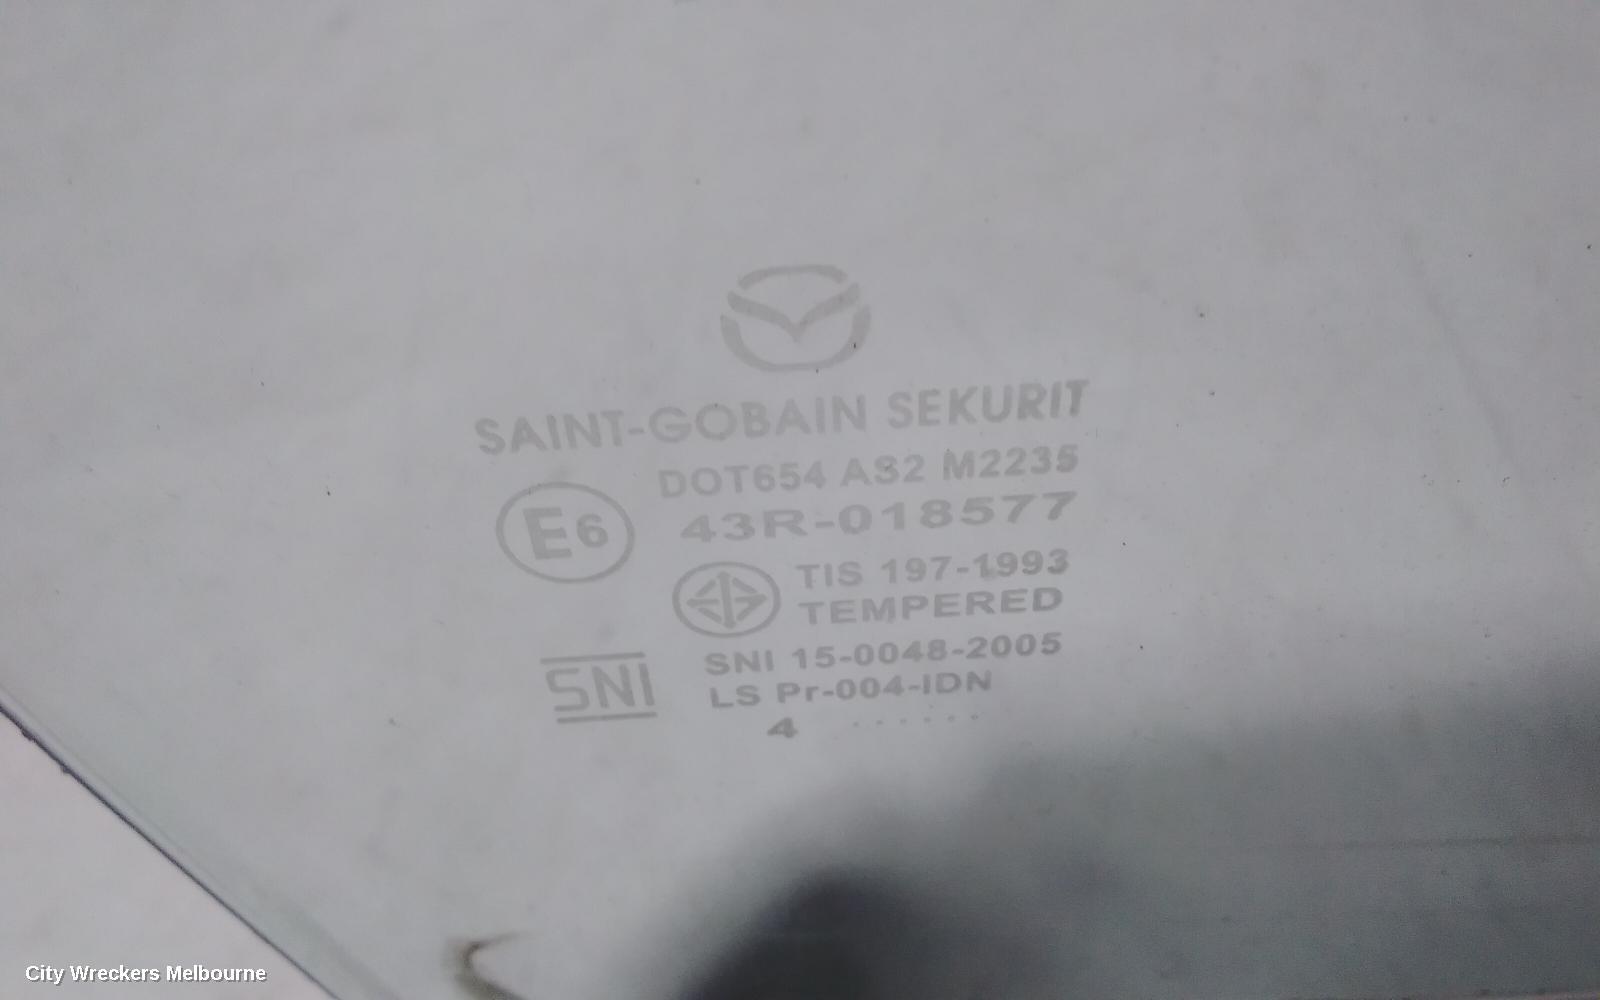 SAINT-GOBAIN SEKURIT
DOT654 AS2 M2235
E6 43R-018577
TIS 197-1993
TEMPERED
SNI SNI 15-0048-2005
LS Pr-004-IDN
4 . . . . . .
City Wreckers Melbourne